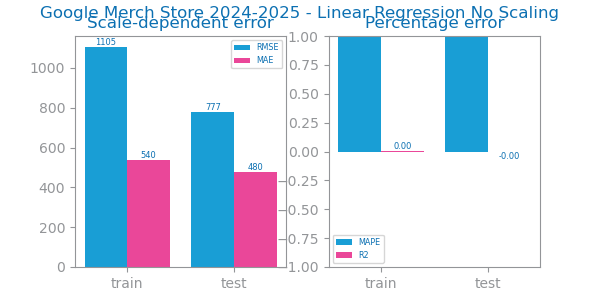 Google Merch Store 2024-2025 - Linear Regression No Scaling
Scale-dependent error
Percentage error
1000
800
600
400
200
0
1105
540
777
480
RMSE
MAE
train
test
1.00
0.75
0.50
0.25
0.00
0.25
0.50
0.75
1.00
0.00
-0.00
MAPE
R2
train
test